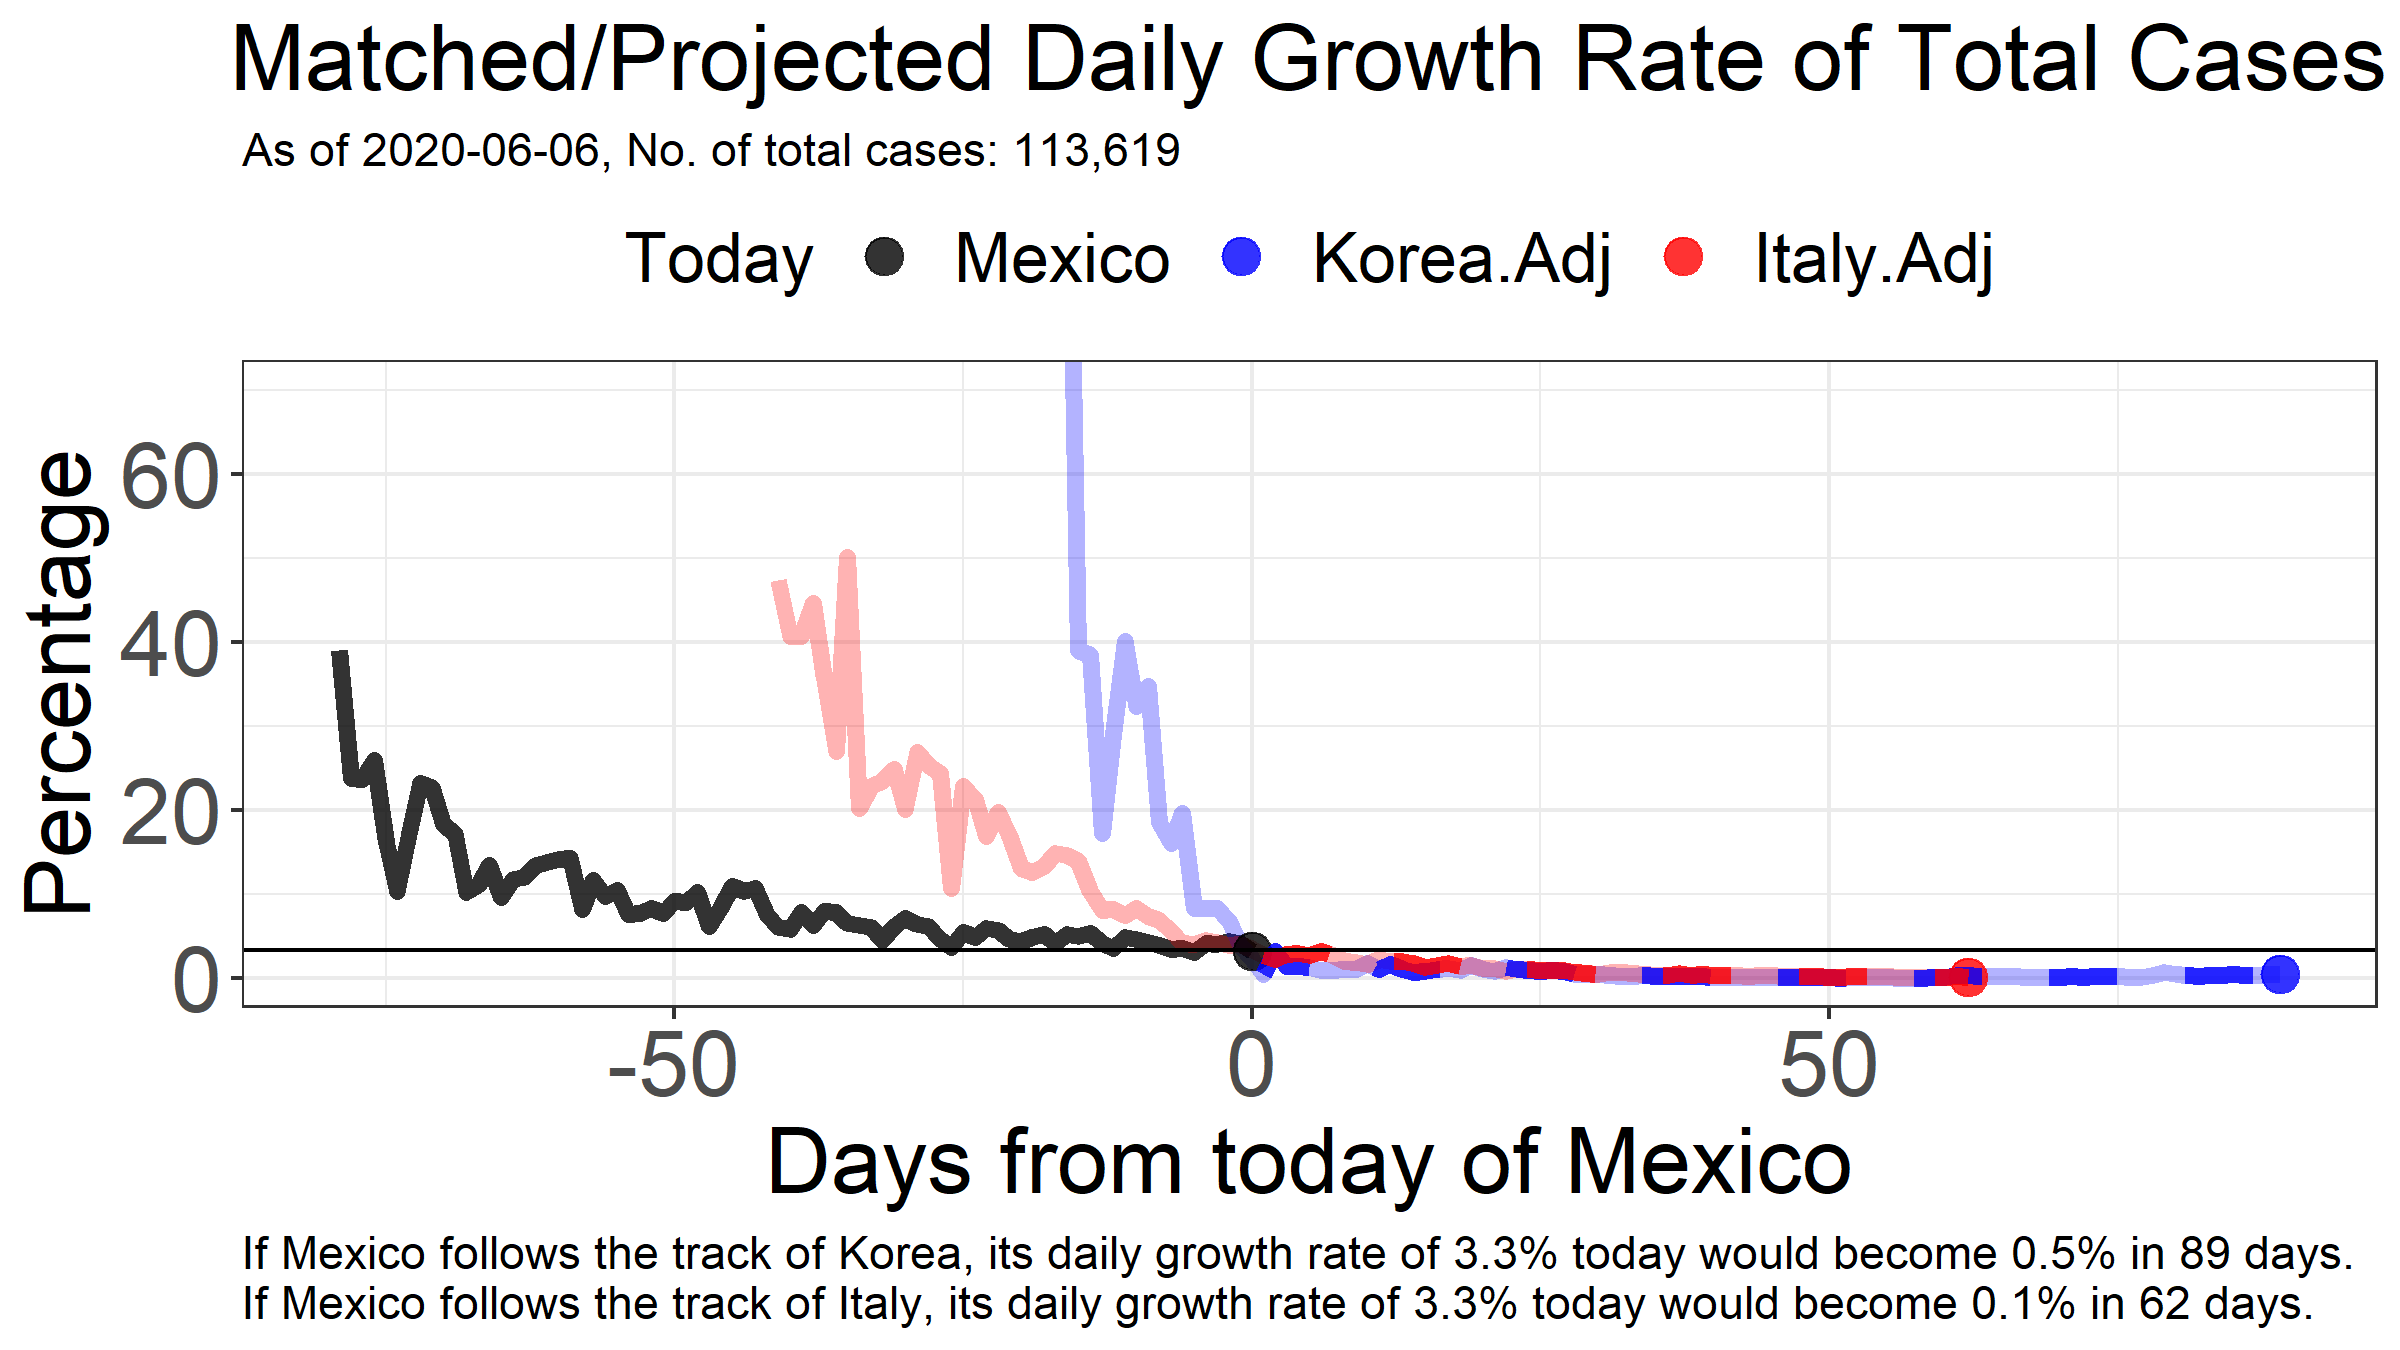 Matched/Projected Daily Growth Rate of Total Cases
As of 2020-06-06, No. of total cases: 113,619
Today Mexico Korea.Adj Italy.Adj
Percentage
60
40
20
0
-50 0 50
Days from today of Mexico
If Mexico follows the track of Korea, its daily growth rate of 3.3% today would become 0.5% in 89 days.
If Mexico follows the track of Italy, its daily growth rate of 3.3% today would become 0.1% in 62 days.